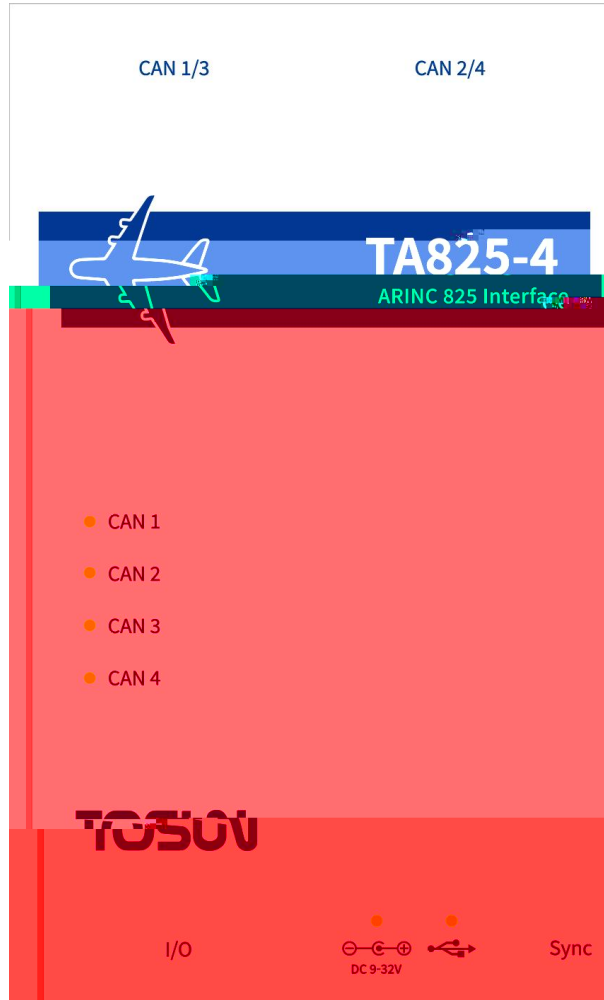 CAN 1/3 CAN 2/4
TA825-4
ARINC 825 Interface
CAN 1
CAN 2
CAN 3
CAN 4
TOSUN
I/O DC 9-32V Sync